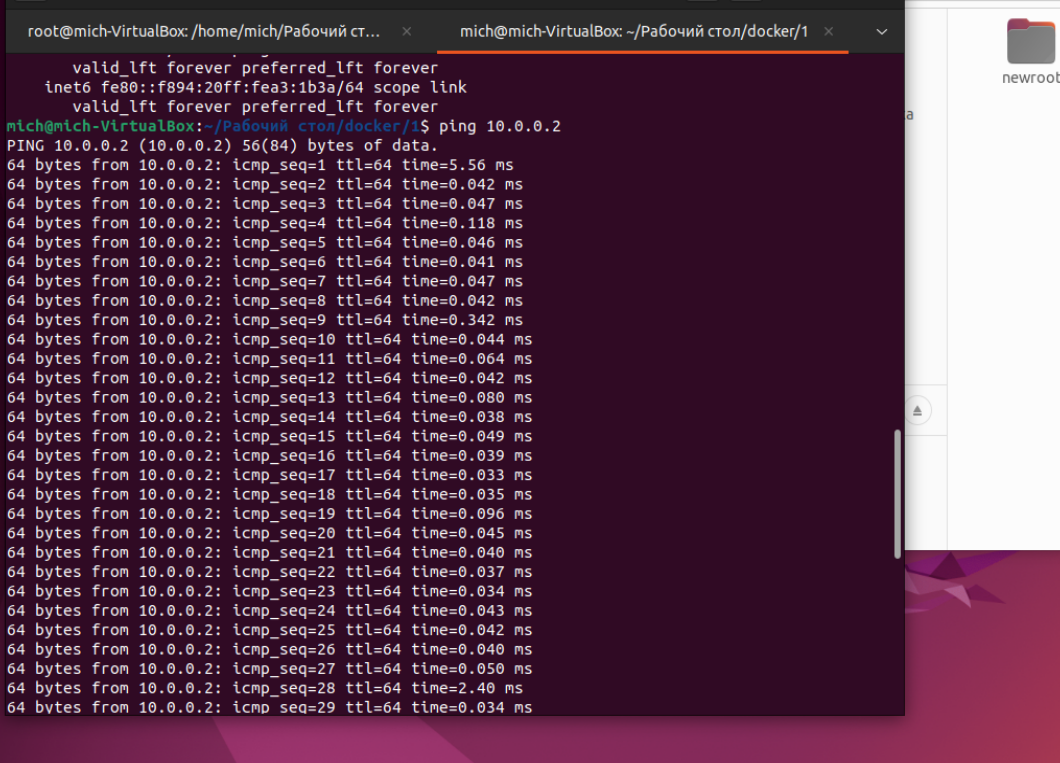 root@mich-VirtualBox: /home/mich/Рабочий ст...
mich@mich-VirtualBox: ~/Рабочий стол/docker/1
valid_lft forever preferred_lft forever
inet6 fe80::f894:20ff:fea3:1b3a/64 scope link
valid_lft forever preferred_lft forever
mich@mich-VirtualBox:~/Рабочий стол/docker/1$ ping 10.0.0.2
PING 10.0.0.2 (10.0.0.2) 56(84) bytes of data.
64 bytes from 10.0.0.2: icmp_seq=1 ttl=64 time=5.56 ms
64 bytes from 10.0.0.2: icmp_seq=2 ttl=64 time=0.042 ms
64 bytes from 10.0.0.2: icmp_seq=3 ttl=64 time=0.047 ms
64 bytes from 10.0.0.2: icmp_seq=4 ttl=64 time=0.118 ms
64 bytes from 10.0.0.2: icmp_seq=5 ttl=64 time=0.046 ms
64 bytes from 10.0.0.2: icmp_seq=6 ttl=64 time=0.041 ms
64 bytes from 10.0.0.2: icmp_seq=7 ttl=64 time=0.047 ms
64 bytes from 10.0.0.2: icmp_seq=8 ttl=64 time=0.042 ms
64 bytes from 10.0.0.2: icmp_seq=9 ttl=64 time=0.342 ms
64 bytes from 10.0.0.2: icmp_seq=10 ttl=64 time=0.044 ms
64 bytes from 10.0.0.2: icmp_seq=11 ttl=64 time=0.064 ms
64 bytes from 10.0.0.2: icmp_seq=12 ttl=64 time=0.042 ms
64 bytes from 10.0.0.2: icmp_seq=13 ttl=64 time=0.080 ms
64 bytes from 10.0.0.2: icmp_seq=14 ttl=64 time=0.038 ms
64 bytes from 10.0.0.2: icmp_seq=15 ttl=64 time=0.049 ms
64 bytes from 10.0.0.2: icmp_seq=16 ttl=64 time=0.039 ms
64 bytes from 10.0.0.2: icmp_seq=17 ttl=64 time=0.033 ms
64 bytes from 10.0.0.2: icmp_seq=18 ttl=64 time=0.035 ms
64 bytes from 10.0.0.2: icmp_seq=19 ttl=64 time=0.096 ms
64 bytes from 10.0.0.2: icmp_seq=20 ttl=64 time=0.045 ms
64 bytes from 10.0.0.2: icmp_seq=21 ttl=64 time=0.040 ms
64 bytes from 10.0.0.2: icmp_seq=22 ttl=64 time=0.037 ms
64 bytes from 10.0.0.2: icmp_seq=23 ttl=64 time=0.034 ms
64 bytes from 10.0.0.2: icmp_seq=24 ttl=64 time=0.043 ms
64 bytes from 10.0.0.2: icmp_seq=25 ttl=64 time=0.042 ms
64 bytes from 10.0.0.2: icmp_seq=26 ttl=64 time=0.040 ms
64 bytes from 10.0.0.2: icmp_seq=27 ttl=64 time=0.050 ms
64 bytes from 10.0.0.2: icmp_seq=28 ttl=64 time=2.40 ms
64 bytes from 10.0.0.2: icmp_seq=29 ttl=64 time=0.034 ms
newroot